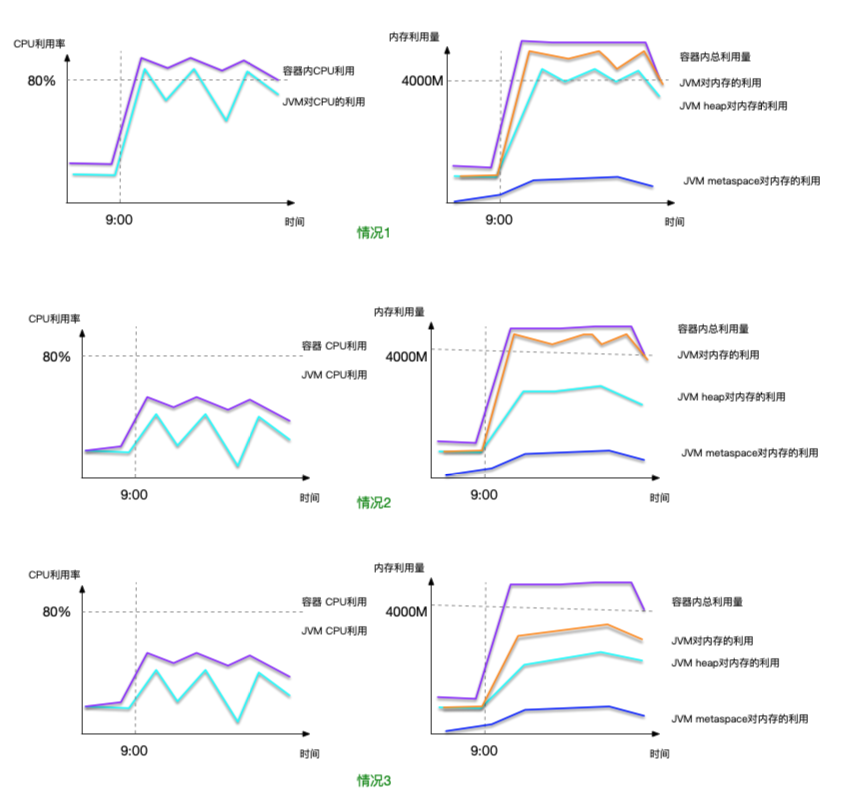 CPU利用率
80%
容器内CPU利用
JVM对CPU的利用
9:00
时间
内存利用量
4000M
容器内总利用量
JVM对内存的利用
JVM heap对内存的利用
JVM metaspace对内存的利用
9:00
时间
情况1
CPU利用率
80%
容器 CPU利用
JVM CPU利用
9:00
时间
内存利用量
4000M
容器内总利用量
JVM对内存的利用
JVM heap对内存的利用
JVM metaspace对内存的利用
9:00
时间
情况2
CPU利用率
80%
容器 CPU利用
JVM CPU利用
9:00
时间
内存利用量
4000M
容器内总利用量
JVM对内存的利用
JVM heap对内存的利用
JVM metaspace对内存的利用
9:00
时间
情况3